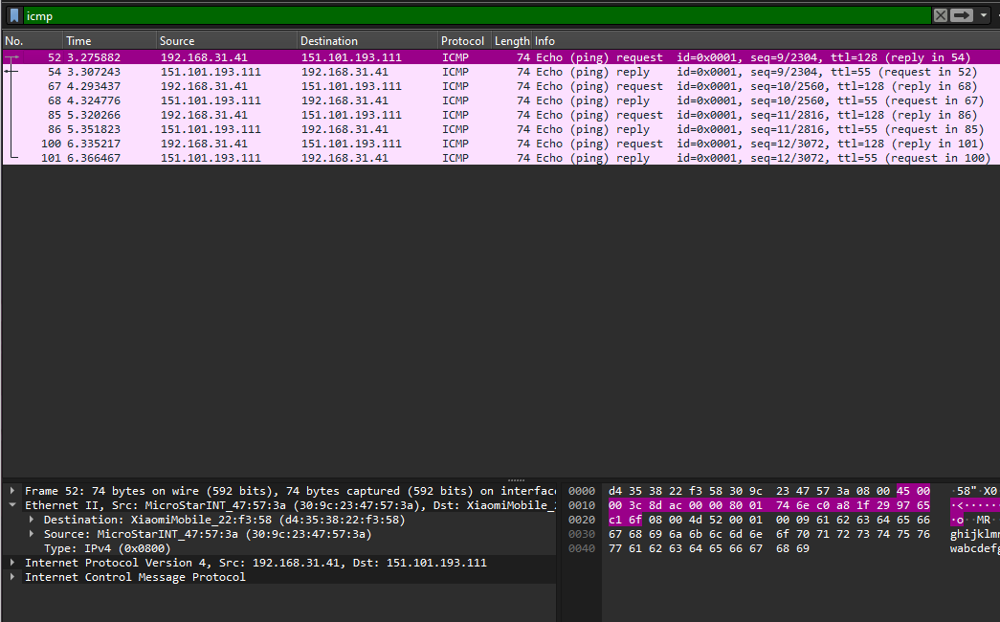 icmp
No. Time Source Destination Protocol Length Info
52 3.275882 192.168.31.41 151.101.193.111 ICMP 74 Echo (ping) request id=0x0001, seq=9/2304, ttl=128 (reply in 54)
54 3.307243 151.101.193.111 192.168.31.41 ICMP 74 Echo (ping) reply id=0x0001, seq=9/2304, ttl=55 (request in 52)
67 4.293437 192.168.31.41 151.101.193.111 ICMP 74 Echo (ping) request id=0x0001, seq=10/2560, ttl=128 (reply in 68)
68 4.324776 151.101.193.111 192.168.31.41 ICMP 74 Echo (ping) reply id=0x0001, seq=10/2560, ttl=55 (request in 67)
85 5.320266 192.168.31.41 151.101.193.111 ICMP 74 Echo (ping) request id=0x0001, seq=11/2816, ttl=128 (reply in 86)
86 5.351823 151.101.193.111 192.168.31.41 ICMP 74 Echo (ping) reply id=0x0001, seq=11/2816, ttl=55 (request in 85)
100 6.335217 192.168.31.41 151.101.193.111 ICMP 74 Echo (ping) request id=0x0001, seq=12/3072, ttl=128 (reply in 101)
101 6.366467 151.101.193.111 192.168.31.41 ICMP 74 Echo (ping) reply id=0x0001, seq=12/3072, ttl=55 (request in 100)
Frame 52: 74 bytes on wire (592 bits), 74 bytes captured (592 bits) on interface
Ethernet II, Src: MicroStarINT_47:57:3a (30:9c:23:47:57:3a), Dst: XiaomiMobile_2
Destination: XiaomiMobile_22:f3:58 (d4:35:38:22:f3:58)
Source: MicroStarINT_47:57:3a (30:9c:23:47:57:3a)
Type: IPv4 (0x0800)
Internet Protocol Version 4, Src: 192.168.31.41, Dst: 151.101.193.111
Internet Control Message Protocol
0000 d4 35 38 22 f3 58 30 9c 23 47 57 3a 08 00 45 00 ·58"·X0
0010 00 3c 8d ac 00 00 80 01 74 6e c0 a8 1f 29 97 65 ·<······
0020 c1 6f 08 00 4d 52 00 01 00 09 61 62 63 64 65 66 ·o··MR··
0030 67 68 69 6a 6b 6c 6d 6e 6f 70 71 72 73 74 75 76 ghijklmn
0040 77 61 62 63 64 65 66 67 68 69 wabcdefg